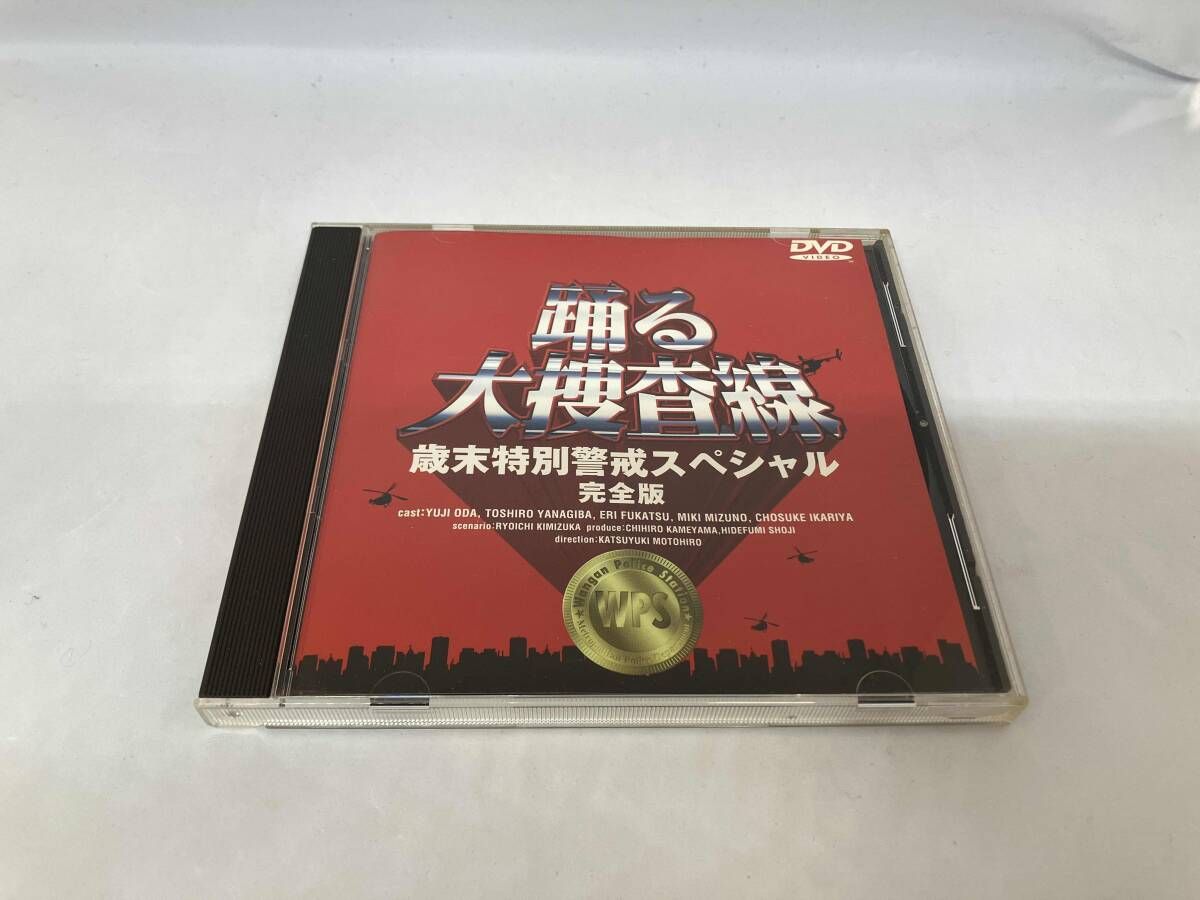 DVD
VIDEO
踊る
大捜査線
歳末特別警戒スペシャル
完全版
cast:YUJI ODA, TOSHIRO YANAGIBA, ERI FUKATSU, MIKI MIZUNO, CHOSUKE IKARIYA
scenario:RYOICHI KIMIZUKA produce:CHIHIRO KAMEYAMA,HIDEFUMI SHOJI
direction:KATSUYUKI MOTOHIRO
Wangan Police Station
WPS